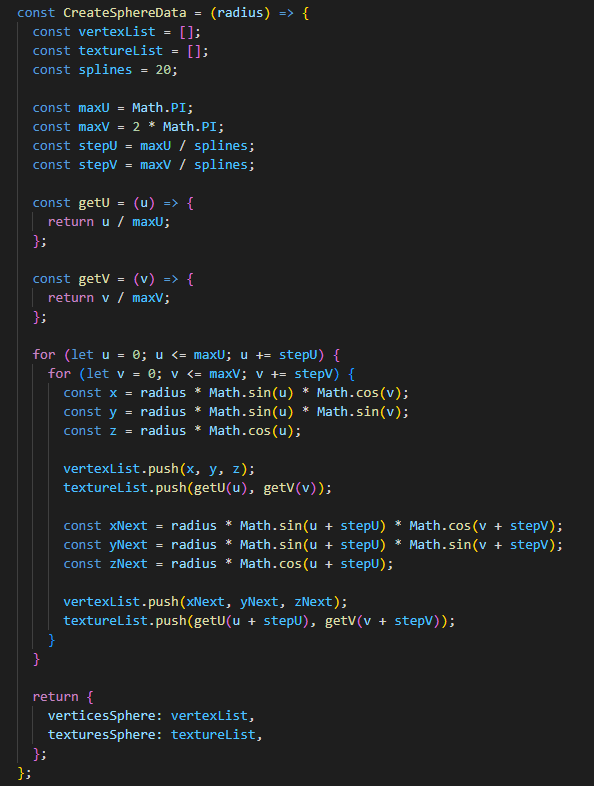 const CreateSphereData = (radius) => {
  const vertexList = [];
  const textureList = [];
  const splines = 20;

  const maxU = Math.PI;
  const maxV = 2 * Math.PI;
  const stepU = maxU / splines;
  const stepV = maxV / splines;

  const getU = (u) => {
    return u / maxU;
  };

  const getV = (v) => {
    return v / maxV;
  };

  for (let u = 0; u <= maxU; u += stepU) {
    for (let v = 0; v <= maxV; v += stepV) {
      const x = radius * Math.sin(u) * Math.cos(v);
      const y = radius * Math.sin(u) * Math.sin(v);
      const z = radius * Math.cos(u);

      vertexList.push(x, y, z);
      textureList.push(getU(u), getV(v));

      const xNext = radius * Math.sin(u + stepU) * Math.cos(v + stepV);
      const yNext = radius * Math.sin(u + stepU) * Math.sin(v + stepV);
      const zNext = radius * Math.cos(u + stepU);

      vertexList.push(xNext, yNext, zNext);
      textureList.push(getU(u + stepU), getV(v + stepV));
    }
  }

  return {
    verticesSphere: vertexList,
    texturesSphere: textureList,
  };
};